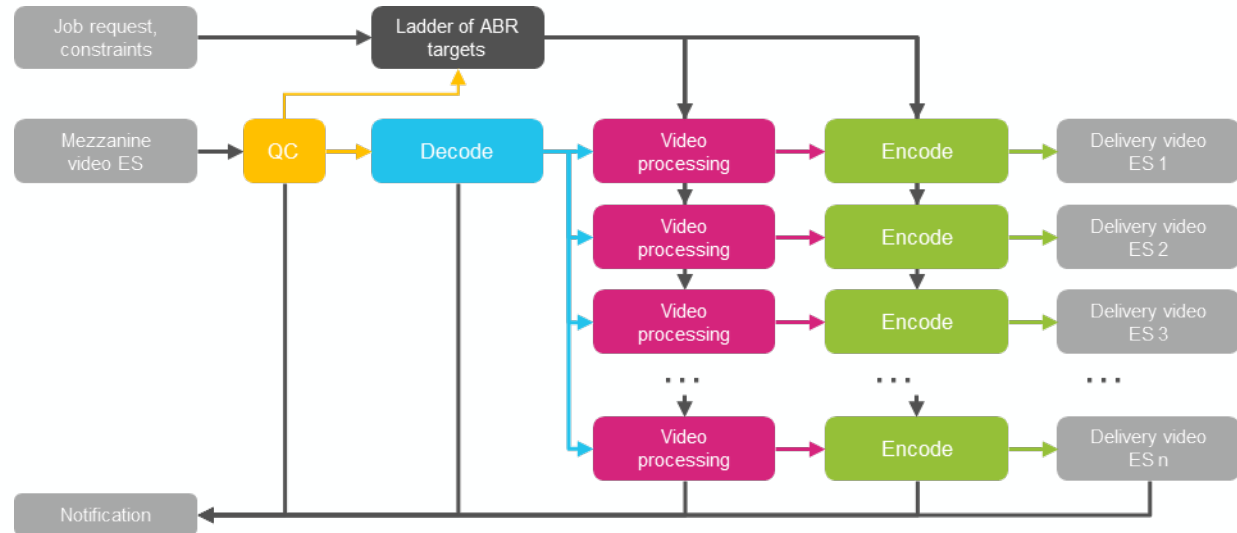 Job request,
constraints
Ladder of ABR
targets
Mezzanine
video ES
QC
Decode
Video
processing
Encode
Delivery video
ES 1
Video
processing
Encode
Delivery video
ES 2
Video
processing
Encode
Delivery video
ES 3
... ... ...
Video
processing
Encode
Delivery video
ES n
Notification